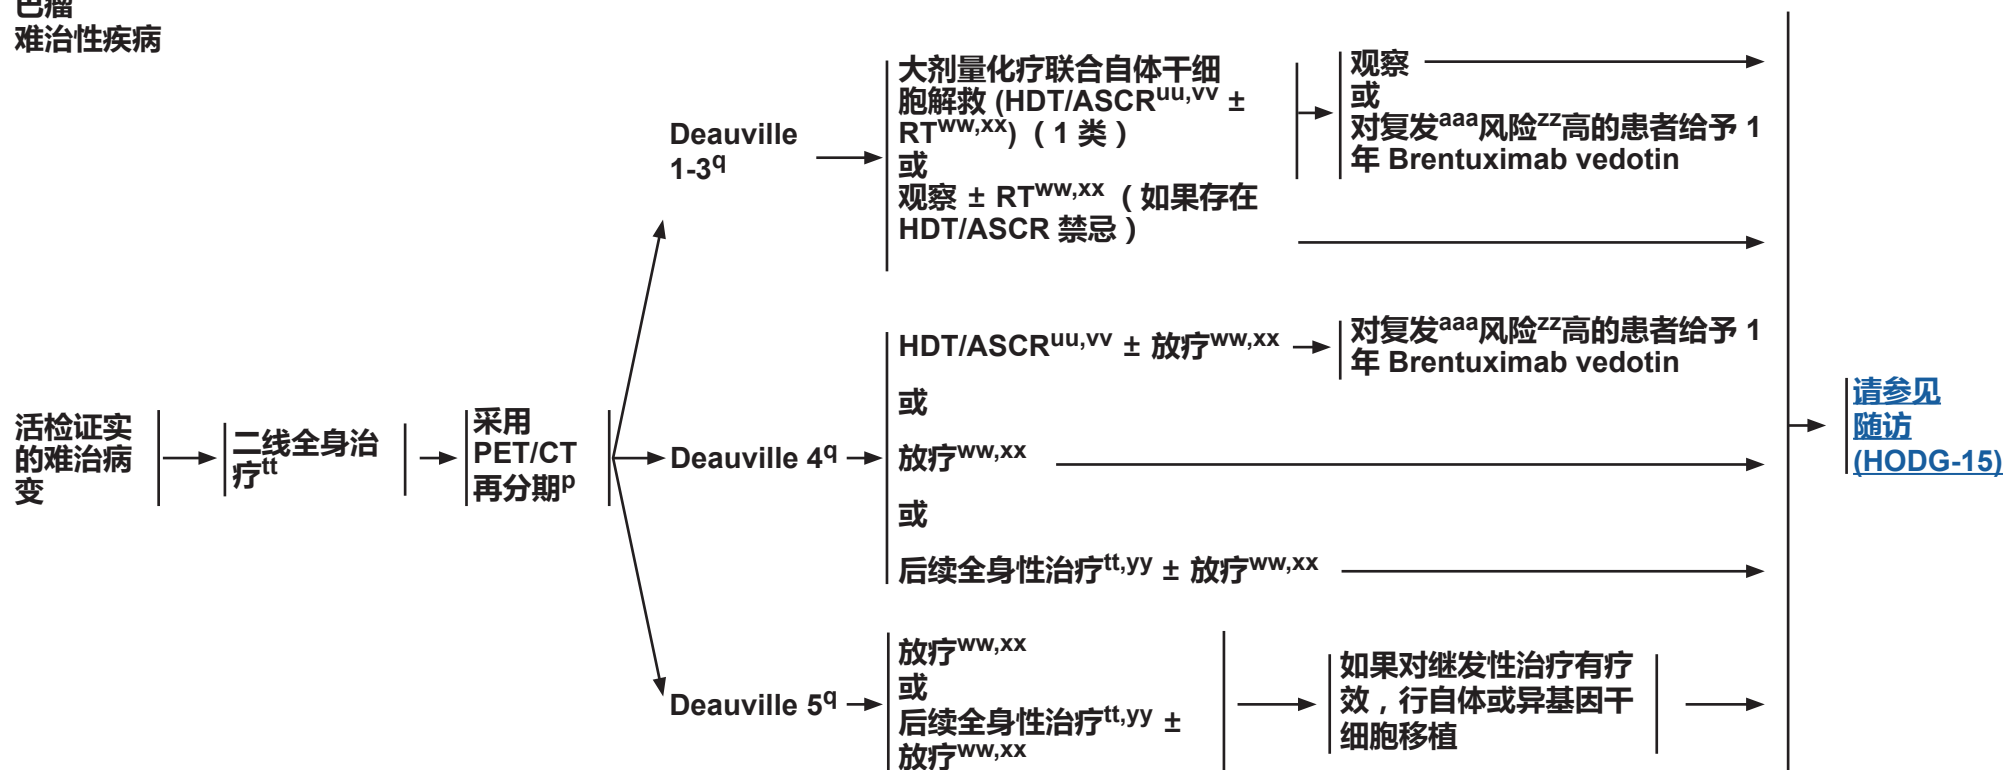 巴瘤
难治性疾病
活检证实
的难治病
变
二线全身治
疗tt
采用
PET/CT
再分期p
Deauville
1-3q
大剂量化疗联合自体干细
胞解救 (HDT/ASCRuu,vv ±
RTww,xx)（1 类）
或
观察 ± RTww,xx（如果存在
HDT/ASCR 禁忌）
观察
或
对复发aaa风险zz高的患者给予 1
年 Brentuximab vedotin
Deauville 4q
HDT/ASCRuu,vv ± 放疗ww,xx
或
放疗ww,xx
或
后续全身性治疗tt,yy ± 放疗ww,xx
对复发aaa风险zz高的患者给予 1
年 Brentuximab vedotin
Deauville 5q
放疗ww,xx
或
后续全身性治疗tt,yy ±
放疗ww,xx
如果对继发性治疗有疗
效，行自体或异基因干
细胞移植
请参见
随访
(HODG-15)